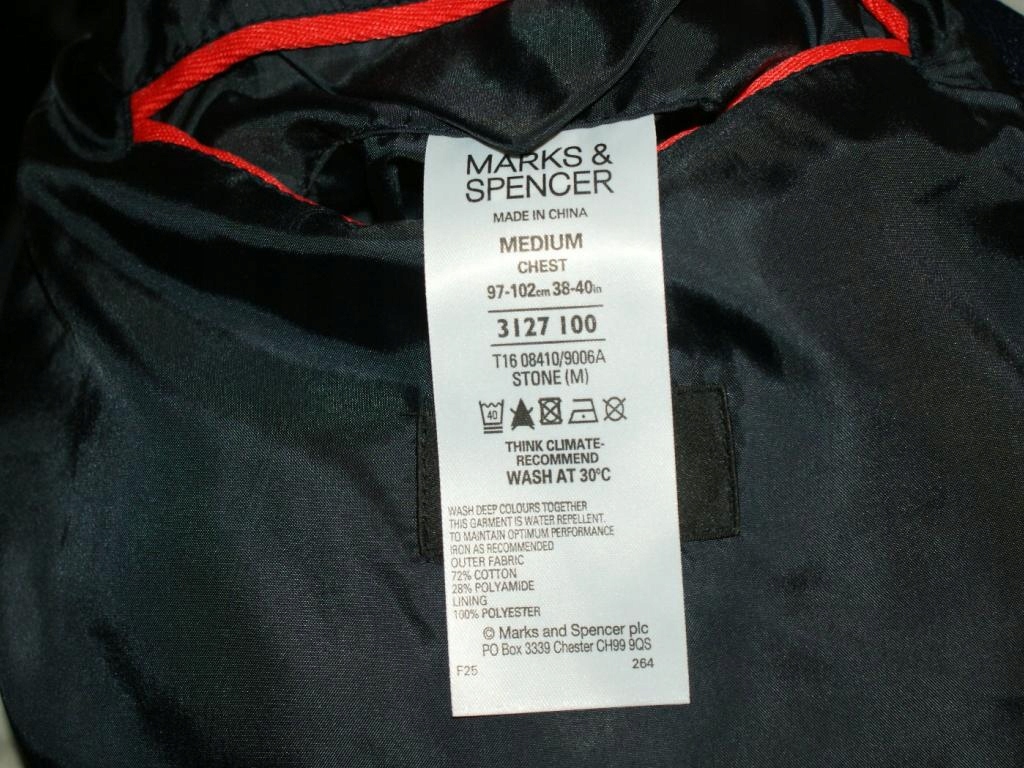 MARKS &
SPENCER
MADE IN CHINA
MEDIUM
CHEST
97-102cm 38-40in
3127 100
T16 08410/9006A
STONE (M)
40
THINK CLIMATE-
RECOMMEND
WASH AT 30°C
WASH DEEP COLOURS TOGETHER
THIS GARMENT IS WATER REPELLENT.
TO MAINTAIN OPTIMUM PERFORMANCE
IRON AS RECOMMENDED
OUTER FABRIC
72% COTTON
28% POLYAMIDE
LINING
100% POLYESTER
© Marks and Spencer plc
PO Box 3339 Chester CH99 9QS
F25 264